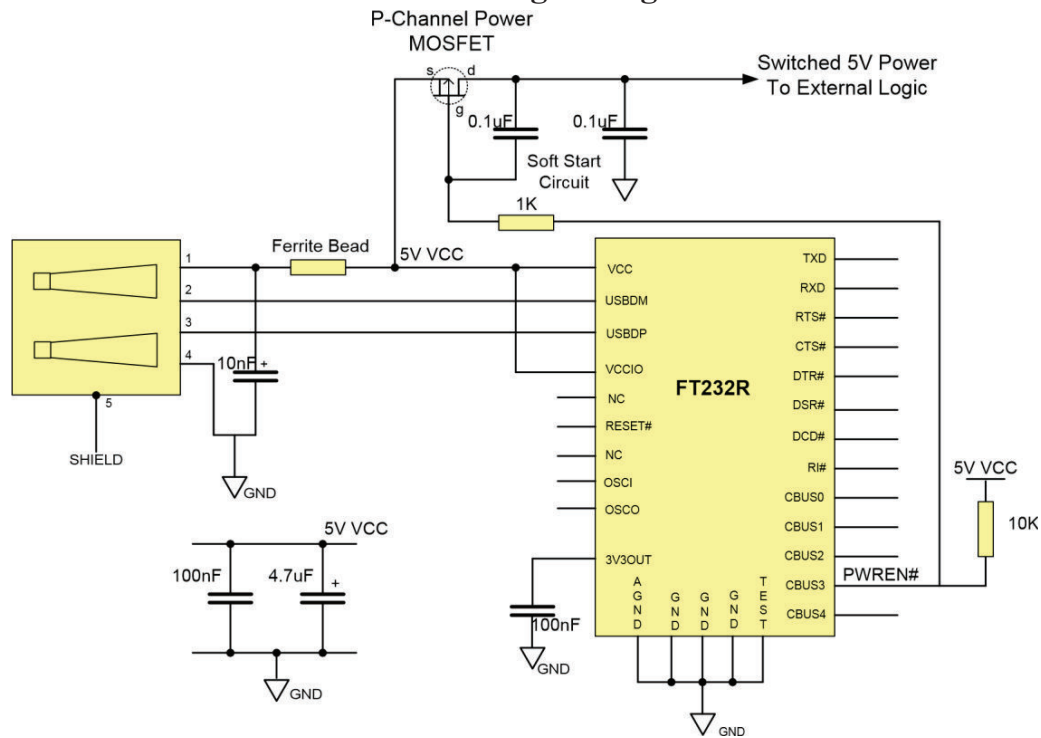 P-Channel Power
MOSFET
s
d
g
Switched 5V Power
To External Logic
0.1uF
0.1uF
Soft Start
Circuit
1K
Ferrite Bead
5V VCC
1
2
3
4
5
10nF +
SHIELD
GND
VCC
USBDM
USBDP
VCCIO
NC
RESET#
NC
OSCI
OSCO
3V3OUT
FT232R
TXD
RXD
RTS#
CTS#
DTR#
DSR#
DCD#
RI#
CBUS0
CBUS1
CBUS2
CBUS3
CBUS4
AGND
GND
GND
GND
TEST
PWREN#
5V VCC
10K
5V VCC
100nF
4.7uF
+
GND
100nF
GND
GND